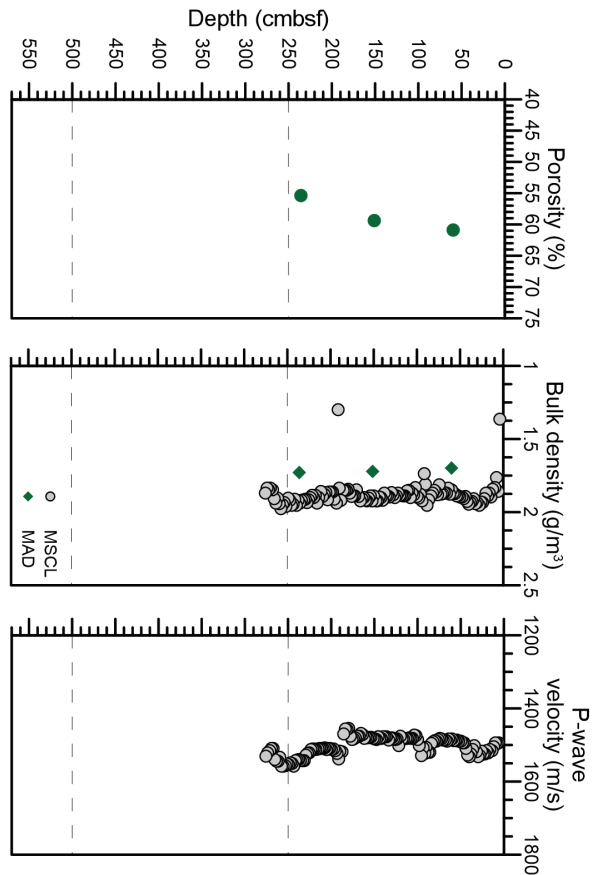 Depth (cmbsf)
550 500 450 400 350 300 250 200 150 100 50 0
40 45 50 55 60 65 70 75
Porosity (%)
1 1.5 2 2.5
Bulk density (g/m³)
MSCL
MAD
1200 1400 1600 1800
P-wave
velocity (m/s)